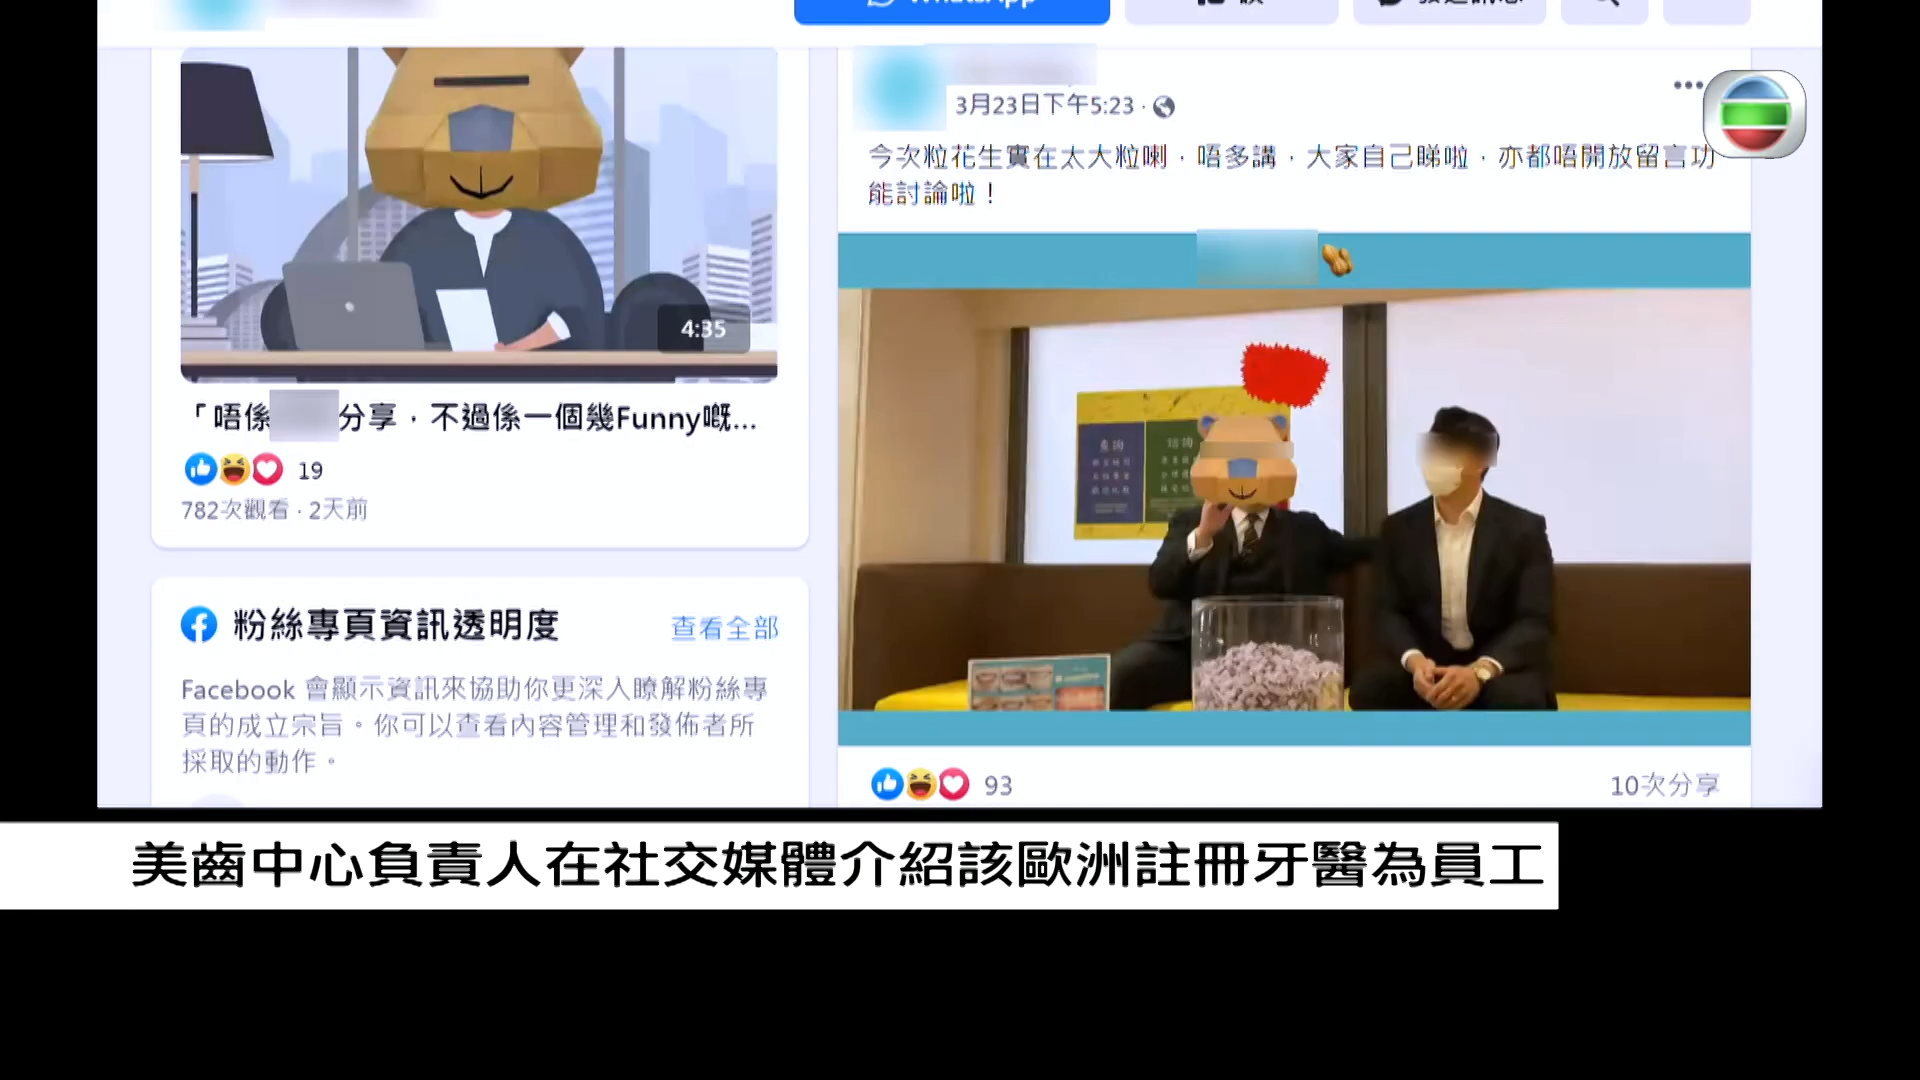 WhatsApp
3月23日下午5:23
今次粒花生實在太大粒喇，唔多講，大家自己睇啦，亦都唔開放留言功
能討論啦！
4:35
「唔係
分享，不過係一個幾Funny嘅...
19
782次觀看 · 2天前
粉絲專頁資訊透明度
查看全部
Facebook 會顯示資訊來協助你更深入瞭解粉絲專
頁的成立宗旨。你可以查看內容管理和發佈者所
採取的動作。
查詢
諮詢
93
10次分享
美齒中心負責人在社交媒體介紹該歐洲註冊牙醫為員工